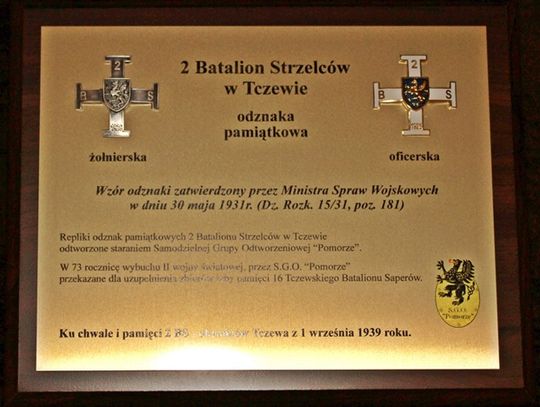 2 Batalion Strzelców
w Tczewie
odznaka
pamiątkowa
2
B S
żołnierska
2
B S
oficerska
Wzór odznaki zatwierdzony przez Ministra Spraw Wojskowych
w dniu 30 maja 1931r. (Dz. Rozk. 15/31, poz. 181)
Repliki odznak pamiątkowych 2 Batalionu Strzelców w Tczewie
odtworzone staraniem Samodzielnej Grupy Odtworzeniowej “Pomorze”.
W 73 rocznicę wybuchu II wojny światowej, przez S.G.O. “Pomorze”
przekazane dla uzupełnienia zbiorów izby pamięci 16 Tczewskiego Batalionu Saperów.
S.G.O.
“Pomorze”
Ku chwale i pamięci 2 BS - obrońców Tczewa z 1 września 1939 roku.